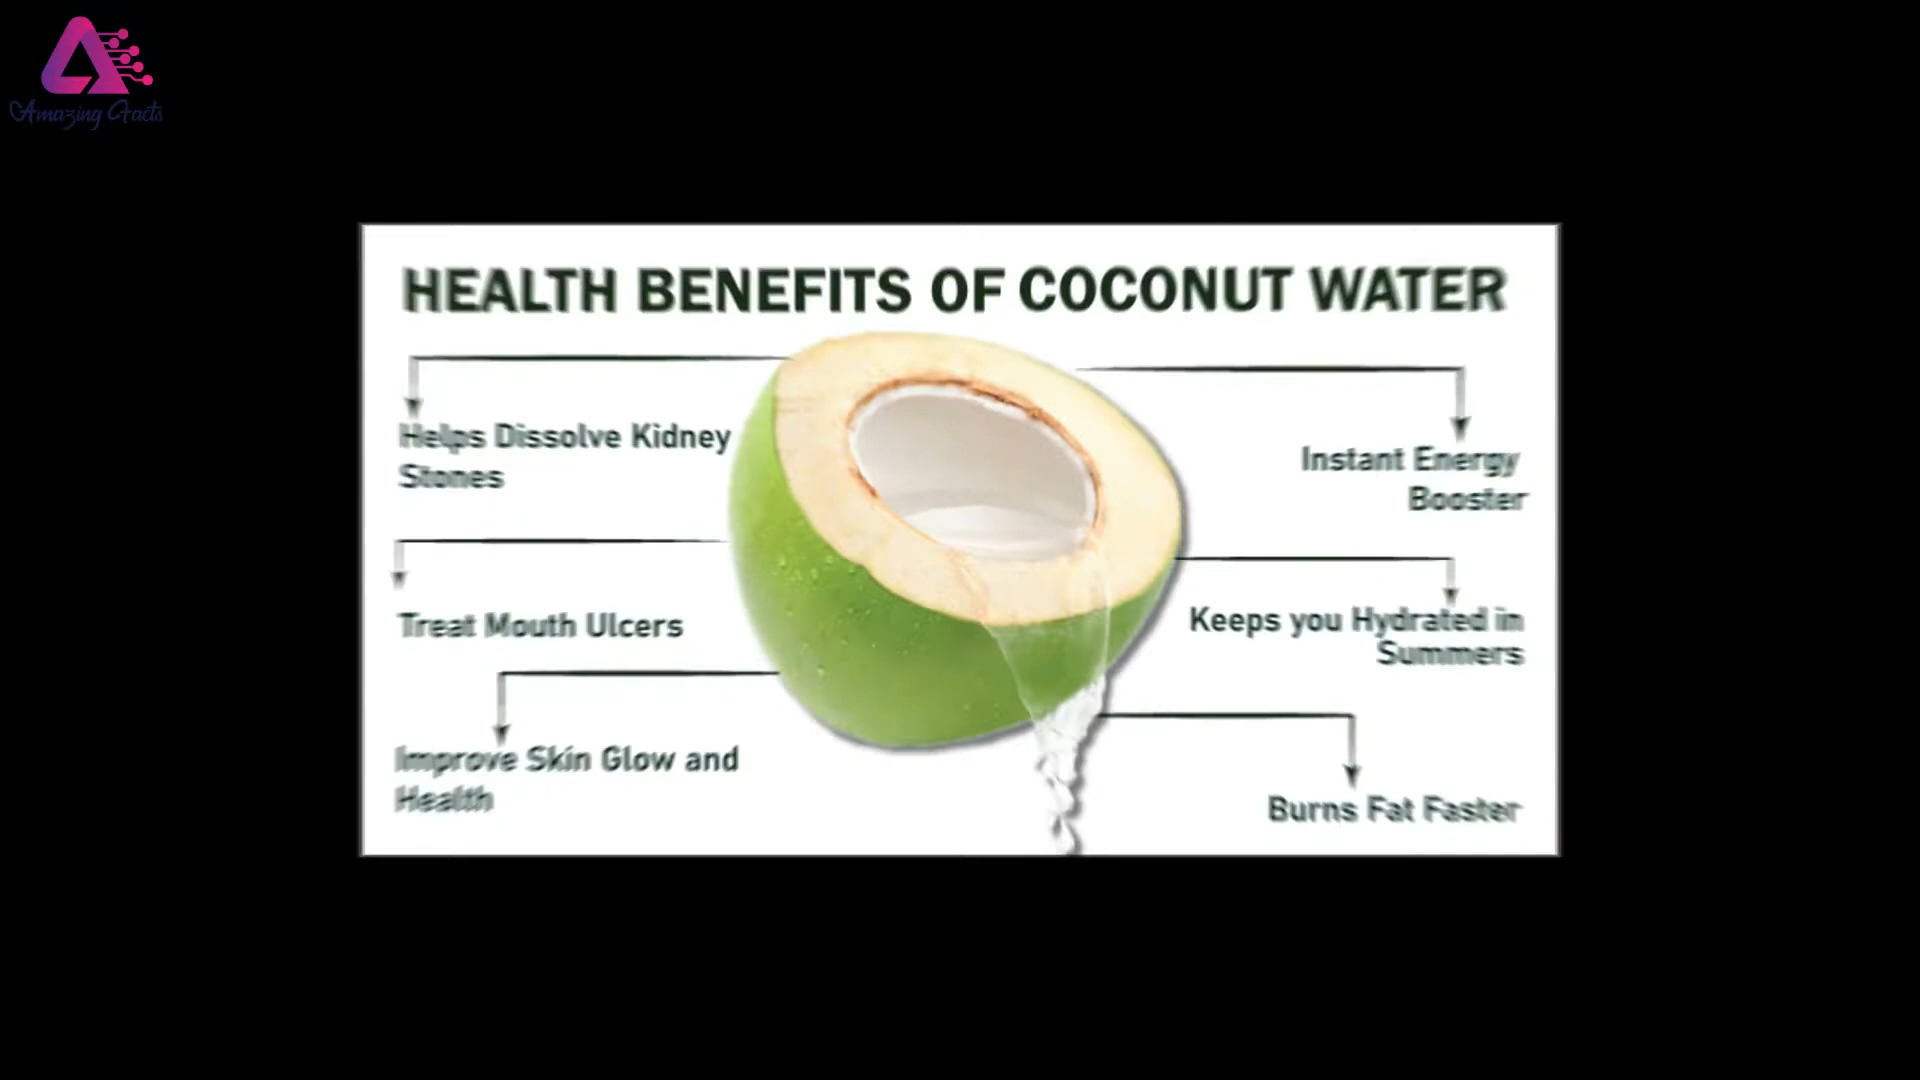 Amazing Facts
HEALTH BENEFITS OF COCONUT WATER
Helps Dissolve Kidney
Stones
Treat Mouth Ulcers
Improve Skin Glow and
Health
Instant Energy
Booster
Keeps you Hydrated in
Summers
Burns Fat Faster